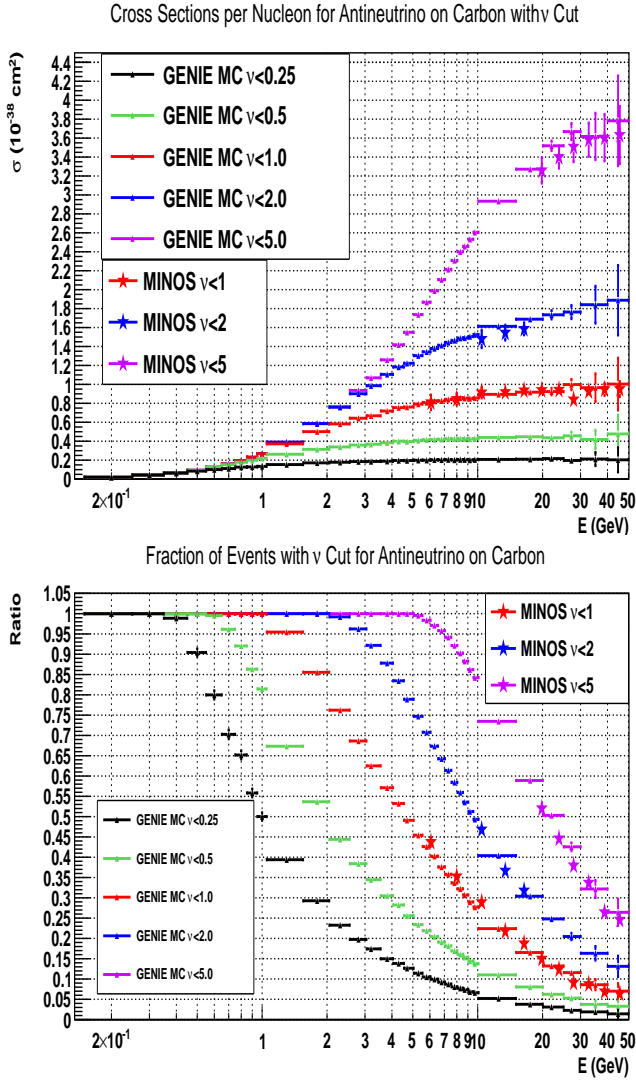 Cross Sections per Nucleon for Antineutrino on Carbon with ν Cut
σ (10⁻³⁸ cm²)
4.4
4.2
4
3.8
3.6
3.4
3.2
3
2.8
2.6
2.4
2.2
2
1.8
1.6
1.4
1.2
1
0.8
0.6
0.4
0.2
0
GENIE MC ν<0.25
GENIE MC ν<0.5
GENIE MC ν<1.0
GENIE MC ν<2.0
GENIE MC ν<5.0
MINOS ν<1
MINOS ν<2
MINOS ν<5
2×10⁻¹ 1 2 3 4 5 6 7 8 910 20 30 40 50
E (GeV)
Fraction of Events with ν Cut for Antineutrino on Carbon
Ratio
1.05
1
0.95
0.9
0.85
0.8
0.75
0.7
0.65
0.6
0.55
0.5
0.45
0.4
0.35
0.3
0.25
0.2
0.15
0.1
0.05
0
MINOS ν<1
MINOS ν<2
MINOS ν<5
GENIE MC ν<0.25
GENIE MC ν<0.5
GENIE MC ν<1.0
GENIE MC ν<2.0
GENIE MC ν<5.0
2×10⁻¹ 1 2 3 4 5 6 7 8 910 20 30 40 50
E (GeV)